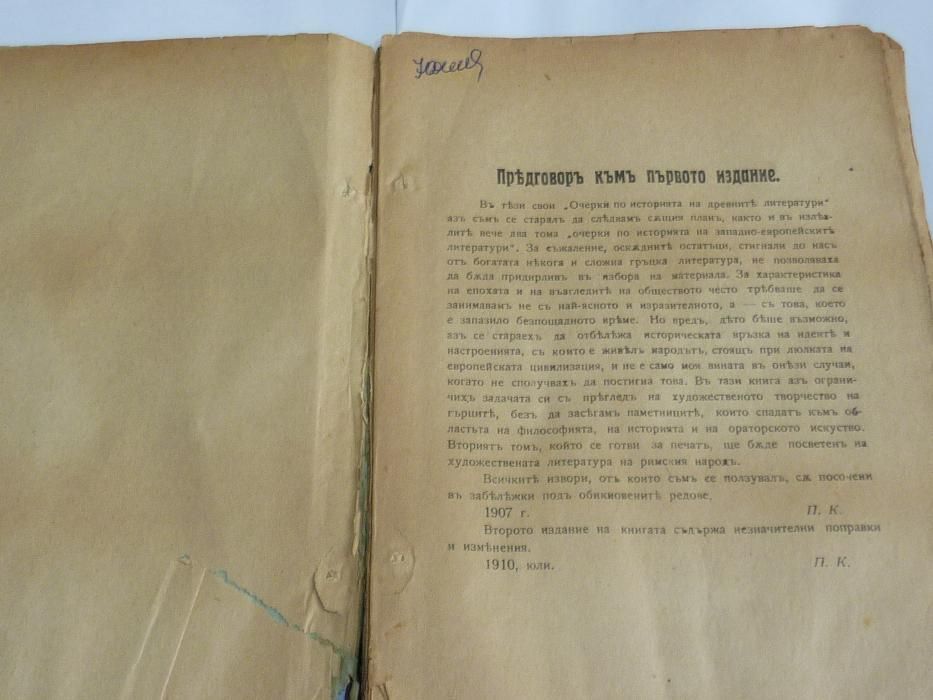 Прѣдговоръ къмъ първото издание.
Въ тѣзи свои „Очерки по историята на древнитѣ литератури“
азъ съмъ се старалъ да слѣдвамъ сѫщия планъ, както и въ излѣз-
литѣ вече два тома „очерки по историята на западно-европейскитѣ
литератури“. За съжаление, оскѫднитѣ остатъци, стигнали до насъ
отъ богатата нѣкога и сложна гръцка литература, не позволяваха
да бѫда придирливъ въ избора на материала. За характеристика
на епохата и на възгледитѣ на обществото често трѣбваше да се
занимавамъ не съ най-ясното и изразителното, а — съ това, което
е запазило безпощадното врѣме. Но вредъ, дѣто бѣше възможно,
азъ се стараехъ да отбѣлѣжа историческата връзка на идеитѣ и
настроенията, съ които е живѣлъ народътъ, стоящъ при люлката на
европейската цивилизация, и не е само моя вината въ онѣзи случаи,
когато не сполучвахъ да постигна това. Въ тази книга азъ ограни-
чихъ задачата си съ прѣгледъ на художественото творчество на
гърцитѣ, безъ да засѣгамъ паметницитѣ, които спадатъ къмъ об-
ластьта на философията, на историята и на ораторското искуство.
Вториятъ томъ, който се готви за печатъ, ще бѫде посветенъ на
художествената литература на римския народъ.
Всичкитѣ извори, отъ които съмъ се ползувалъ, сѫ посочени
въ забѣлѣжки подъ обикновенитѣ редове.
1907 г. П. К.
Второто издание на книгата съдържа незначителни поправки
и измѣнения.
1910, юли. П. К.